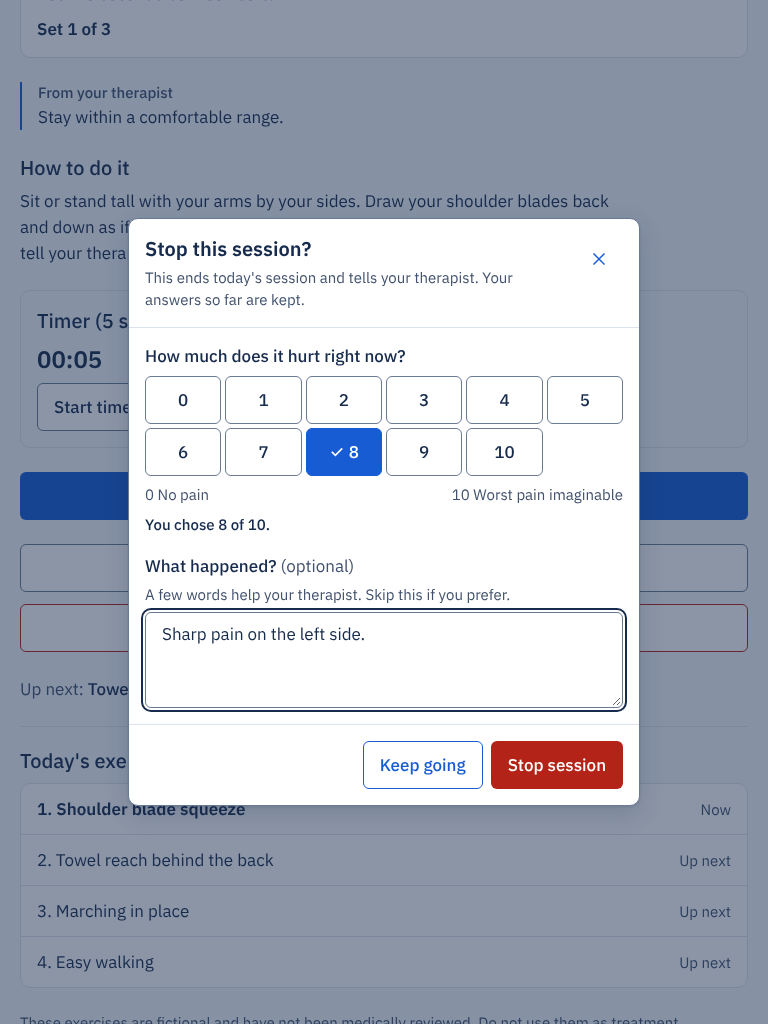 Set 1 of 3
From your therapist
Stay within a comfortable range.
How to do it
Sit or stand tall with your arms by your sides. Draw your shoulder blades back
and down as if
tell your thera
Stop this session?
This ends today's session and tells your therapist. Your
answers so far are kept.
Timer (5 s
00:05
Start time
How much does it hurt right now?
0 1 2 3 4 5
6 7 8 9 10
0 No pain 10 Worst pain imaginable
You chose 8 of 10.
What happened? (optional)
A few words help your therapist. Skip this if you prefer.
Sharp pain on the left side.
Keep going Stop session
Up next: Towe
Today's exe
1. Shoulder blade squeeze Now
2. Towel reach behind the back Up next
3. Marching in place Up next
4. Easy walking Up next
These exercises are fictional and have not been medically reviewed. Do not use them as treatment.